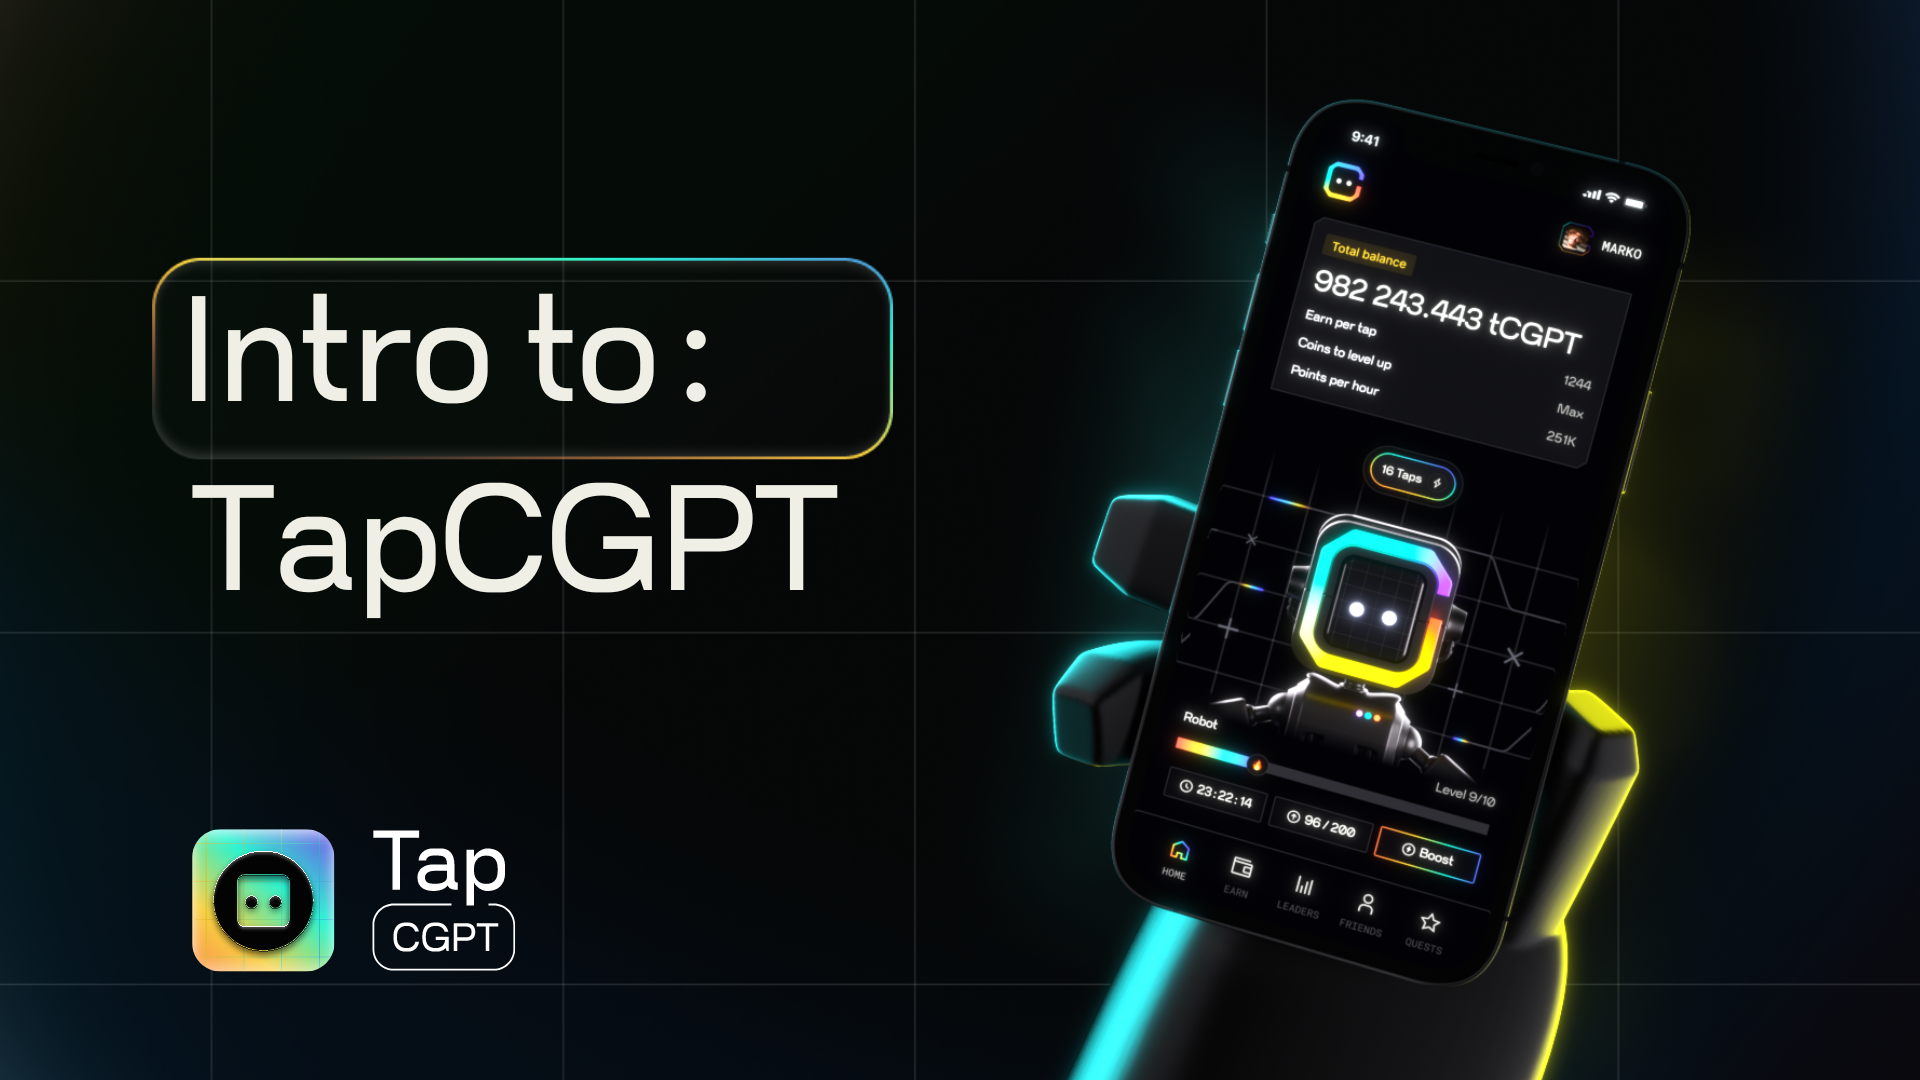 Intro to:
TapCGPT
Tap
CGPT
9:41
MARKO
Total balance
982 243.443 tCGPT
Earn per tap
1244
Coins to level up
Max
Points per hour
251K
16 Taps
Robot
Level 9/10
23:22:14
96 / 200
Boost
HOME
EARN
LEADERS
FRIENDS
QUESTS